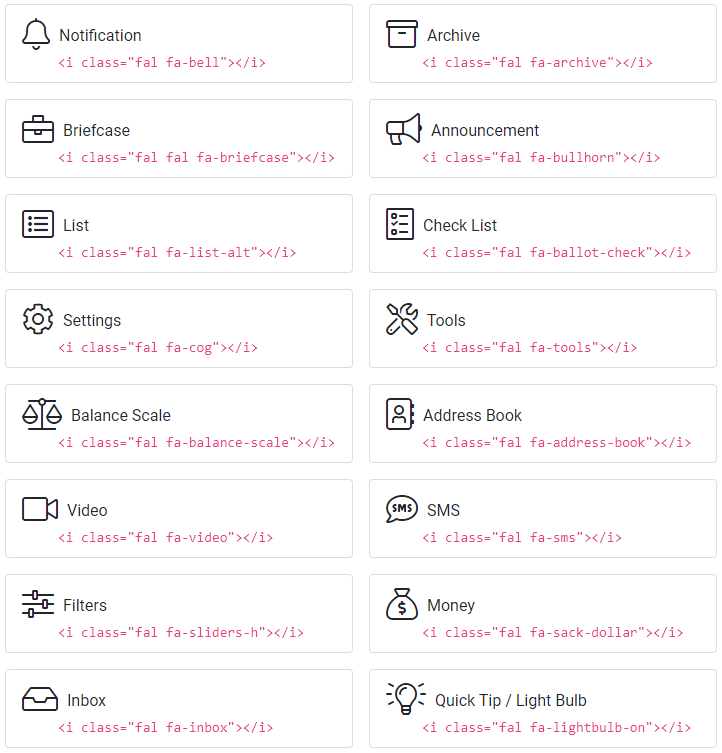 Notification
<i class="fal fa-bell"></i>
Archive
<i class="fal fa-archive"></i>
Briefcase
<i class="fal fal fa-briefcase"></i>
Announcement
<i class="fal fa-bullhorn"></i>
List
<i class="fal fa-list-alt"></i>
Check List
<i class="fal fa-ballot-check"></i>
Settings
<i class="fal fa-cog"></i>
Tools
<i class="fal fa-tools"></i>
Balance Scale
<i class="fal fa-balance-scale"></i>
Address Book
<i class="fal fa-address-book"></i>
Video
<i class="fal fa-video"></i>
SMS
SMS
<i class="fal fa-sms"></i>
Filters
<i class="fal fa-sliders-h"></i>
$
Money
<i class="fal fa-sack-dollar"></i>
Inbox
<i class="fal fa-inbox"></i>
Quick Tip / Light Bulb
<i class="fal fa-lightbulb-on"></i>